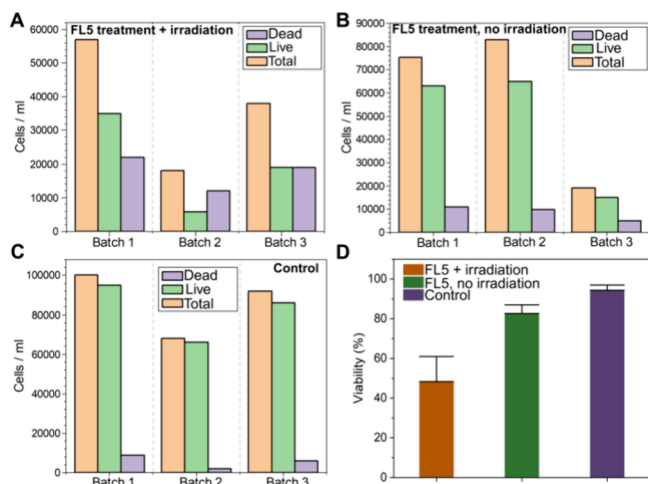 A
FL5 treatment + irradiation
Dead
Live
Total
60000
50000
40000
30000
20000
10000
0
Cells / ml
Batch 1
Batch 2
Batch 3
B
FL5 treatment, no irradiation
Dead
Live
Total
90000
80000
70000
60000
50000
40000
30000
20000
10000
0
Cells / ml
Batch 1
Batch 2
Batch 3
C
Control
Dead
Live
Total
100000
80000
60000
40000
20000
0
Cells / ml
Batch 1
Batch 2
Batch 3
D
FL5 + irradiation
FL5, no irradiation
Control
100
80
60
40
20
0
Viability (%)